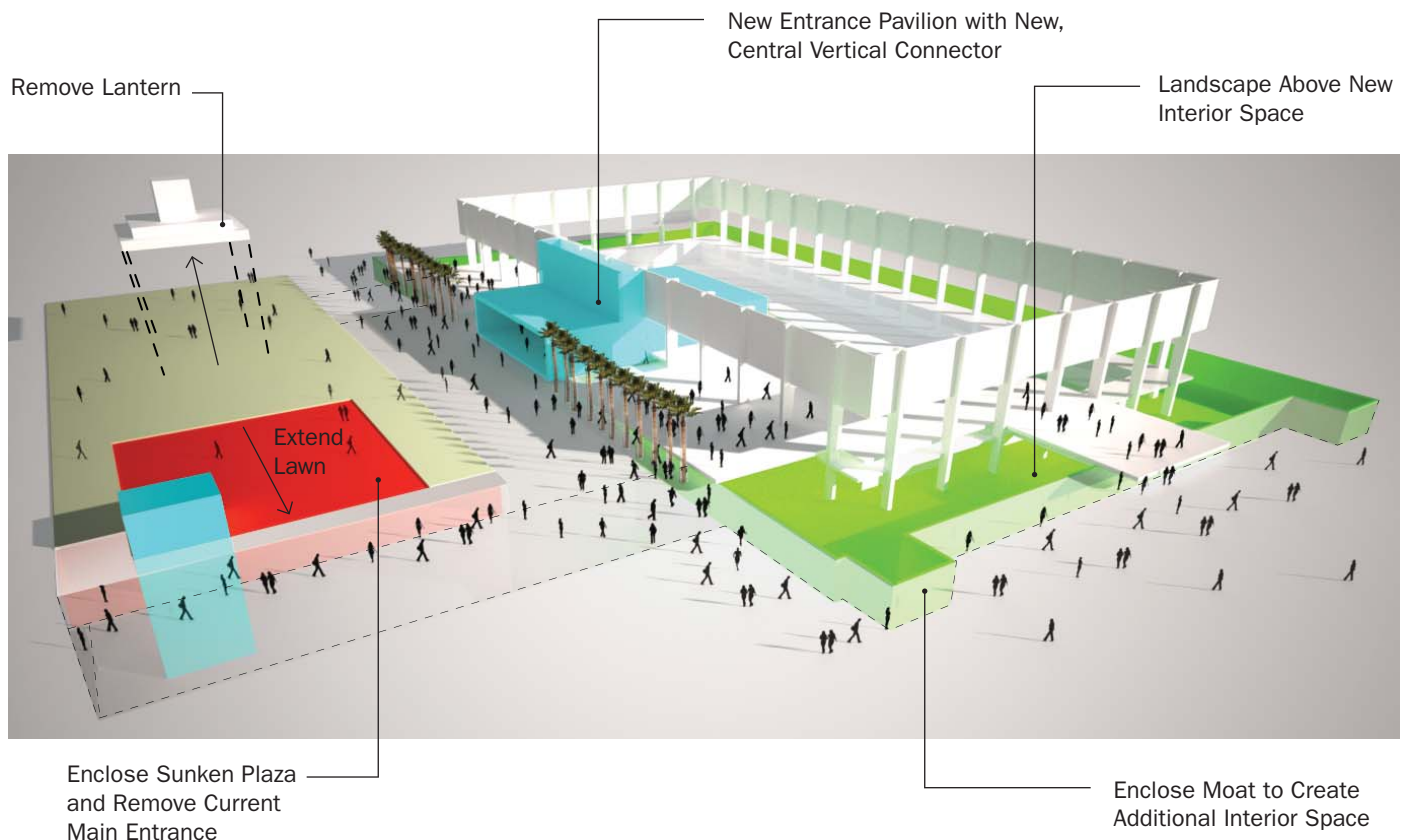 New Entrance Pavilion with New,
Central Vertical Connector
Remove Lantern
Landscape Above New
Interior Space
Extend
Lawn
Enclose Sunken Plaza
and Remove Current
Main Entrance
Enclose Moat to Create
Additional Interior Space